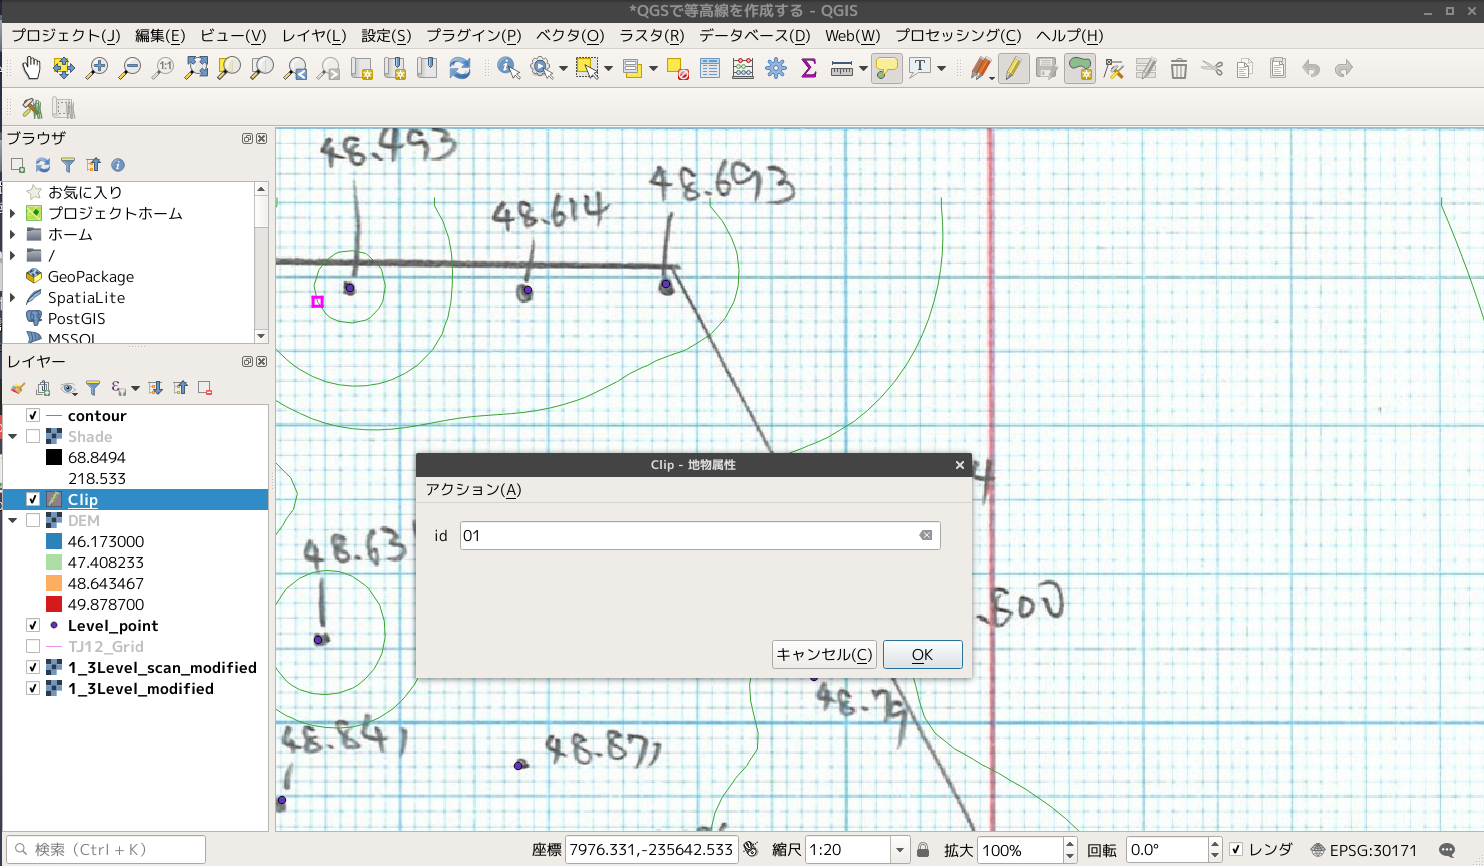 *QGSで等高線を作成する - QGIS
プロジェクト(J) 編集(E) ビュー(V) レイヤ(L) 設定(S) プラグイン(P) ベクタ(O) ラスタ(R) データベース(D) Web(W) プロセッシング(C) ヘルプ(H)
ブラウザ
お気に入り
プロジェクトホーム
ホーム
/
GeoPackage
SpatiaLite
PostGIS
MSSQL
レイヤー
contour
Shade
68.8494
218.533
Clip
DEM
46.173000
47.408233
48.643467
49.878700
Level_point
TJ12_Grid
1_3Level_scan_modified
1_3Level_modified
48.493
48.614
48.693
Clip - 地物属性
アクション(A)
id 01
キャンセル(C) OK
4
48.63
.800
48.79
48.841
48.871
検索 (Ctrl + K) 座標 7976.331,-235642.533 縮尺 1:20 拡大 100% 回転 0.0° レンダ EPSG:30171